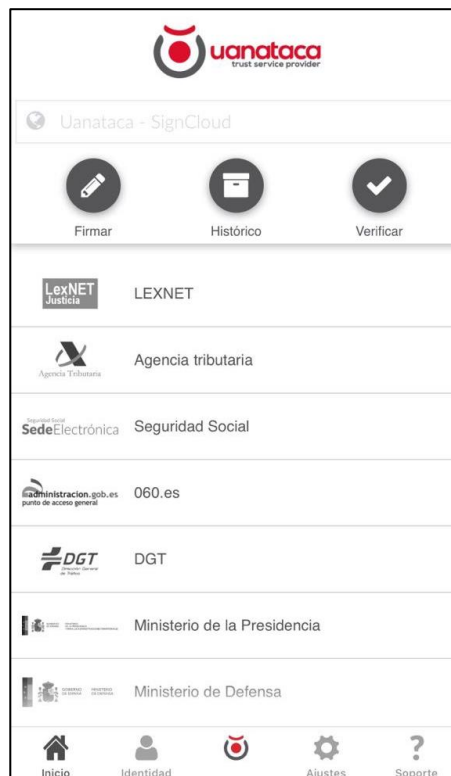 uanataca
trust service provider
Uanataca - SignCloud
Firmar
Histórico
Verificar
LexNET
Justicia
LEXNET
Agencia Tributaria
Agencia tributaria
Seguridad Social
SedeElectrónica
Seguridad Social
administracion.gob.es
punto de acceso general
060.es
DGT
Dirección General
de Tráfico
DGT
Ministerio de la Presidencia
GOBIERNO MINISTERIO
DE ESPAÑA DE DEFENSA
Ministerio de Defensa
Inicio
Identidad
Ajustes
Soporte